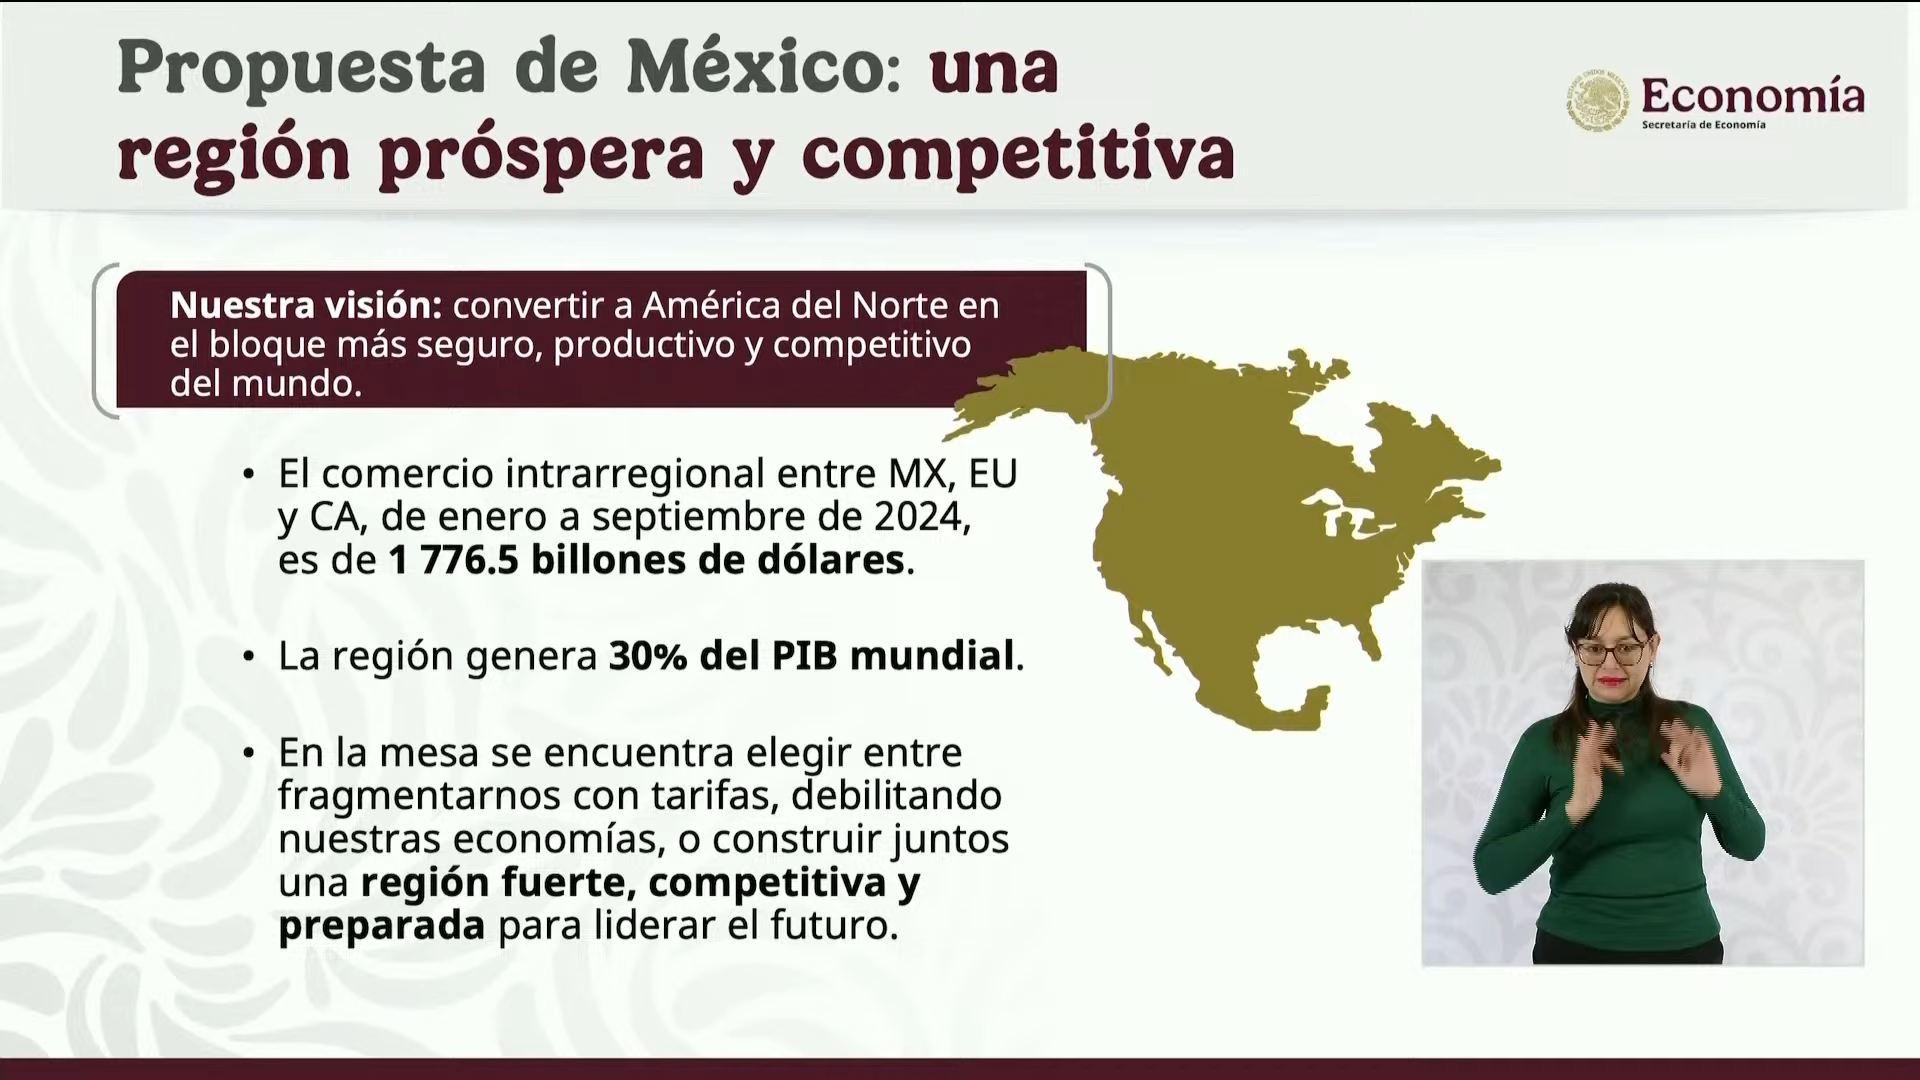 Propuesta de México: una
región próspera y competitiva
Economía
Secretaría de Economía
Nuestra visión: convertir a América del Norte en
el bloque más seguro, productivo y competitivo
del mundo.
• El comercio intrarregional entre MX, EU
y CA, de enero a septiembre de 2024,
es de 1 776.5 billones de dólares.
• La región genera 30% del PIB mundial.
• En la mesa se encuentra elegir entre
fragmentarnos con tarifas, debilitando
nuestras economías, o construir juntos
una región fuerte, competitiva y
preparada para liderar el futuro.